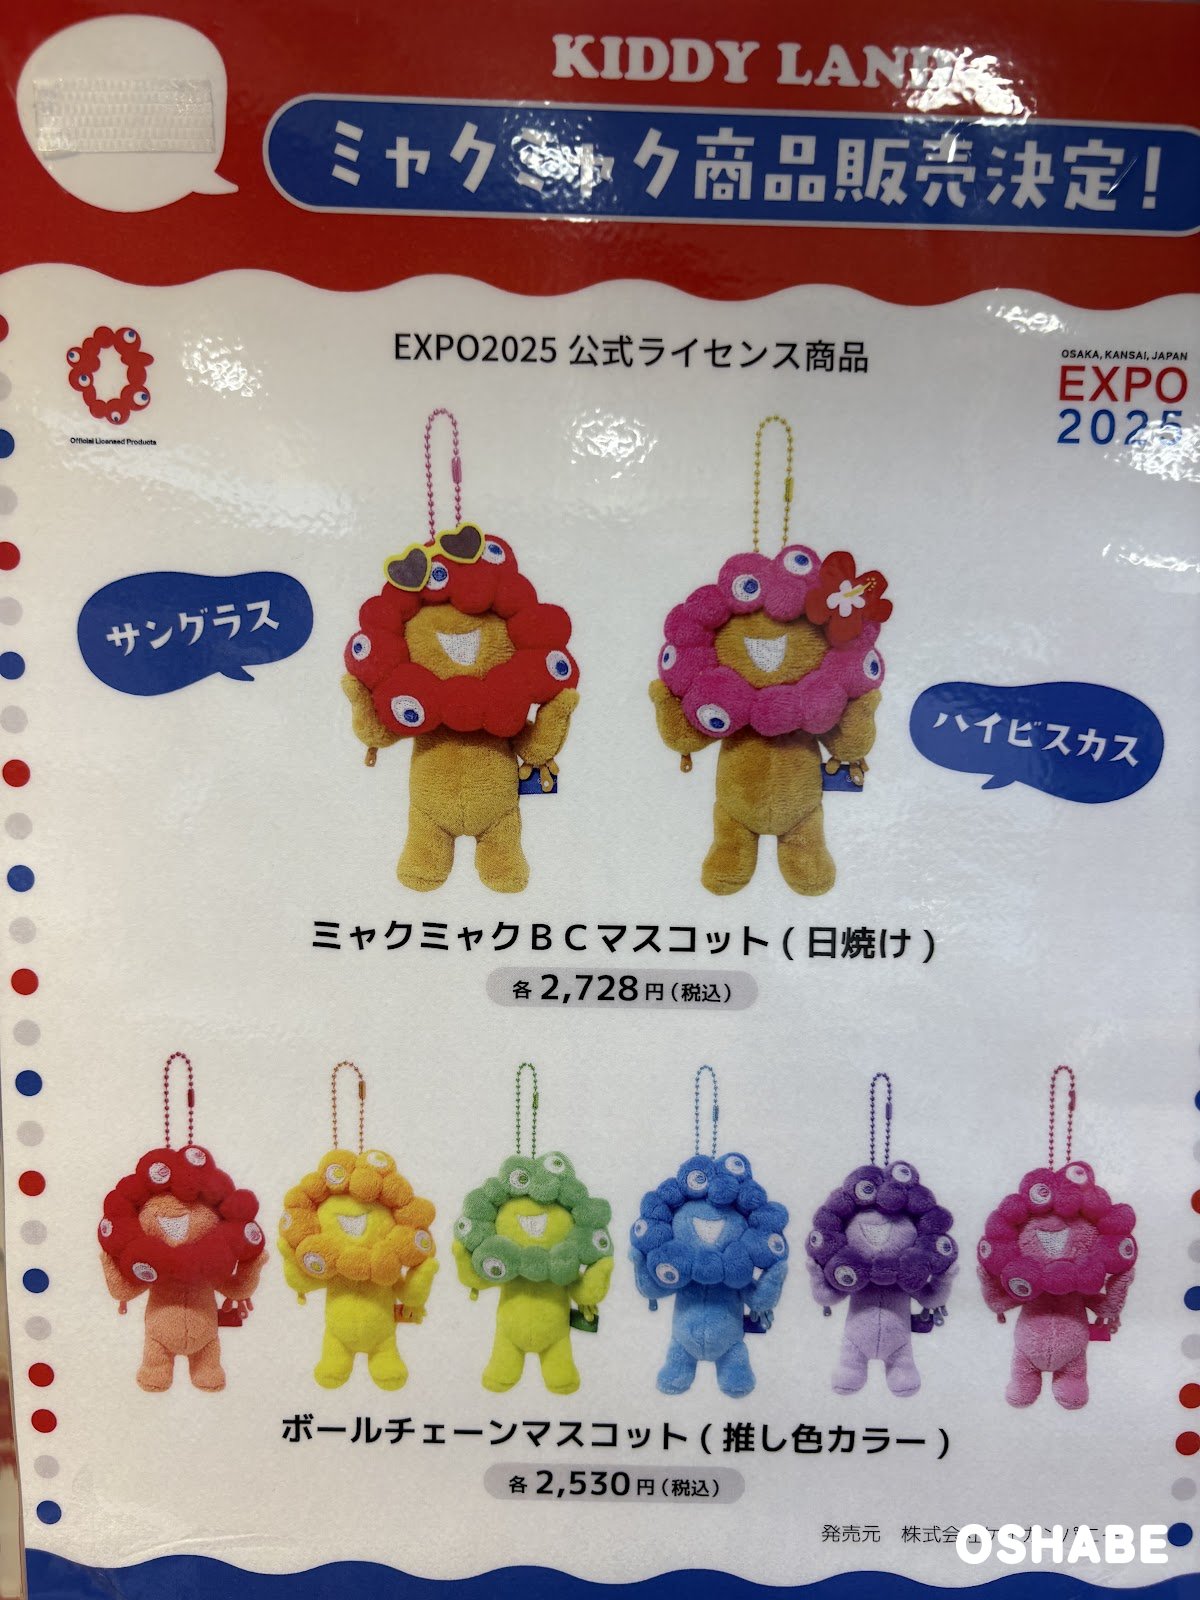 KIDDY LAND
ミャクミャク商品販売決定!
EXPO2025 公式ライセンス商品
Official Licensed Products
OSAKA, KANSAI, JAPAN
EXPO
2025
サングラス
ハイビスカス
ミャクミャクBCマスコット(日焼け)
各 2,728円(税込)
ボールチェーンマスコット(推し色カラー)
各 2,530円(税込)
発売元 株式会社
OSHABE